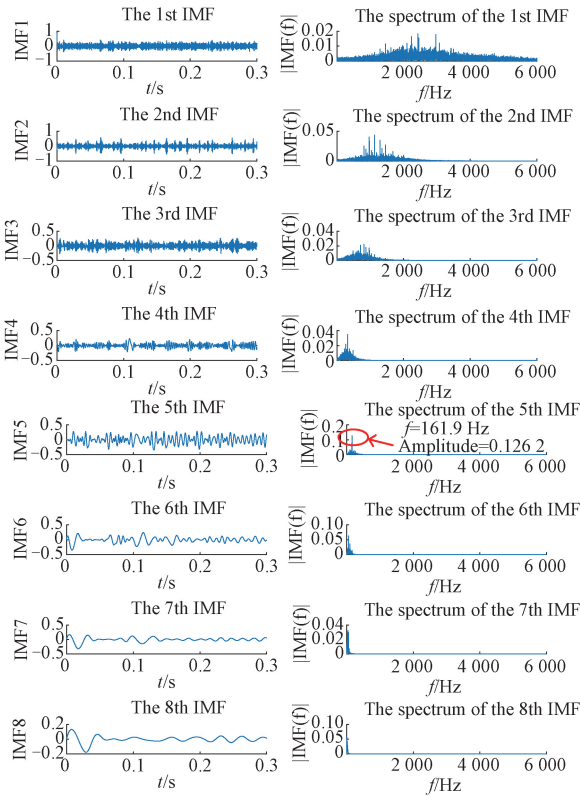 The 1st IMF
IMF1
1
0
−1
0 0.1 0.2 0.3
t/s
The spectrum of the 1st IMF
|IMF(f)|
0.02
0.01
0
2 000 4 000 6 000
f/Hz
The 2nd IMF
IMF2
1
0
−1
0 0.1 0.2 0.3
t/s
The spectrum of the 2nd IMF
|IMF(f)|
0.05
0
2 000 4 000 6 000
f/Hz
The 3rd IMF
IMF3
0.5
0
−0.5
0 0.1 0.2 0.3
t/s
The spectrum of the 3rd IMF
|IMF(f)|
0.04
0.02
0
2 000 4 000 6 000
f/Hz
The 4th IMF
IMF4
0.5
0
−0.5
0 0.1 0.2 0.3
t/s
The spectrum of the 4th IMF
|IMF(f)|
0.04
0
2 000 4 000 6 000
f/Hz
The 5th IMF
IMF5
0.5
0
−0.5
0 0.1 0.2 0.3
t/s
The spectrum of the 5th IMF
|IMF(f)|
0.2
0.1
0
f=161.9 Hz
Amplitude=0.126 2
2 000 4 000 6 000
f/Hz
The 6th IMF
IMF6
0.5
0
−0.5
0 0.1 0.2 0.3
t/s
The spectrum of the 6th IMF
|IMF(f)|
0.10
0.05
0
2 000 4 000 6 000
f/Hz
The 7th IMF
IMF7
0.5
0
−0.5
0 0.1 0.2 0.3
t/s
The spectrum of the 7th IMF
|IMF(f)|
0.04
0.02
0
2 000 4 000 6 000
f/Hz
The 8th IMF
IMF8
0.2
0
−0.2
0 0.1 0.2 0.3
t/s
The spectrum of the 8th IMF
|IMF(f)|
0.10
0.05
0
2 000 4 000 6 000
f/Hz